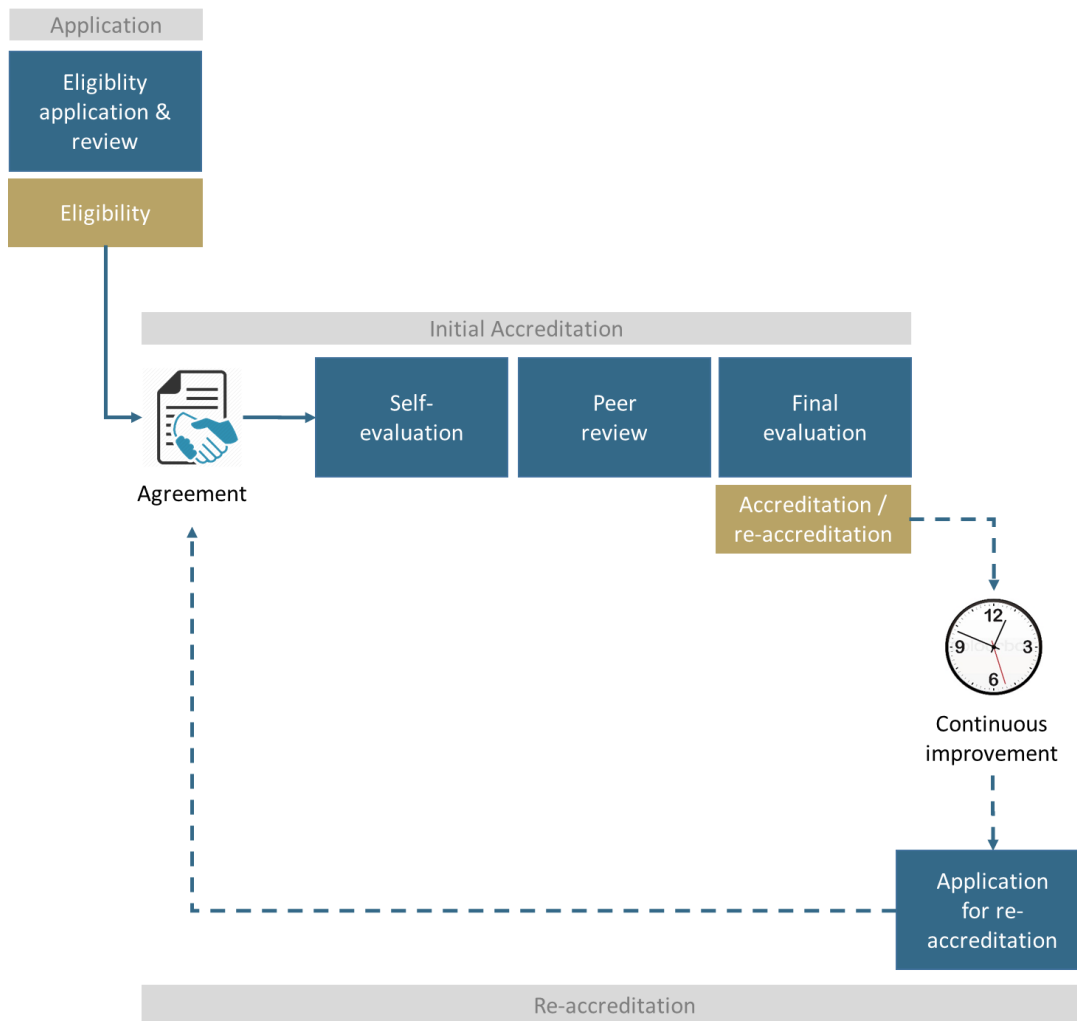 Application
Eligiblity
application &
review
Eligibility
Initial Accreditation
Self-
evaluation
Peer
review
Final
evaluation
Agreement
Accreditation /
re-accreditation
12
9
3
6
Continuous
improvement
Application
for re-
accreditation
Re-accreditation